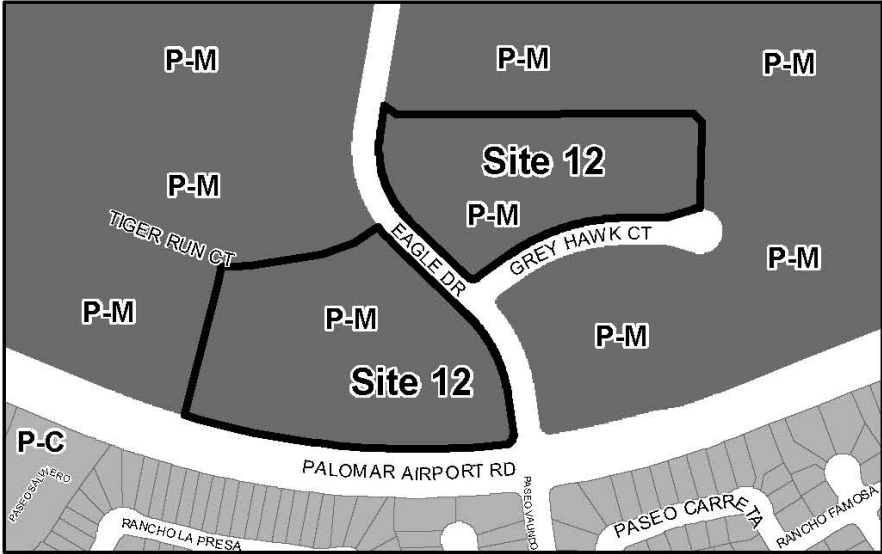 P-M
P-M
P-M
Site 12
P-M
P-M
TIGER RUN CT
EAGLE DR
GREY HAWK CT
P-M
P-M
P-M
P-M
Site 12
P-C
PALOMAR AIRPORT RD
PASEO SALINERO
PASEO VALINDO
PASEO CARRETA
RANCHO FAMOSA
RANCHO LA PRESA